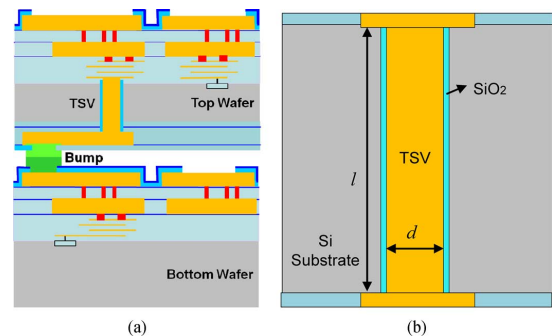 TSV
Top Wafer
Bump
Bottom Wafer
(a)
SiO₂
TSV
l
d
Si
Substrate
(b)